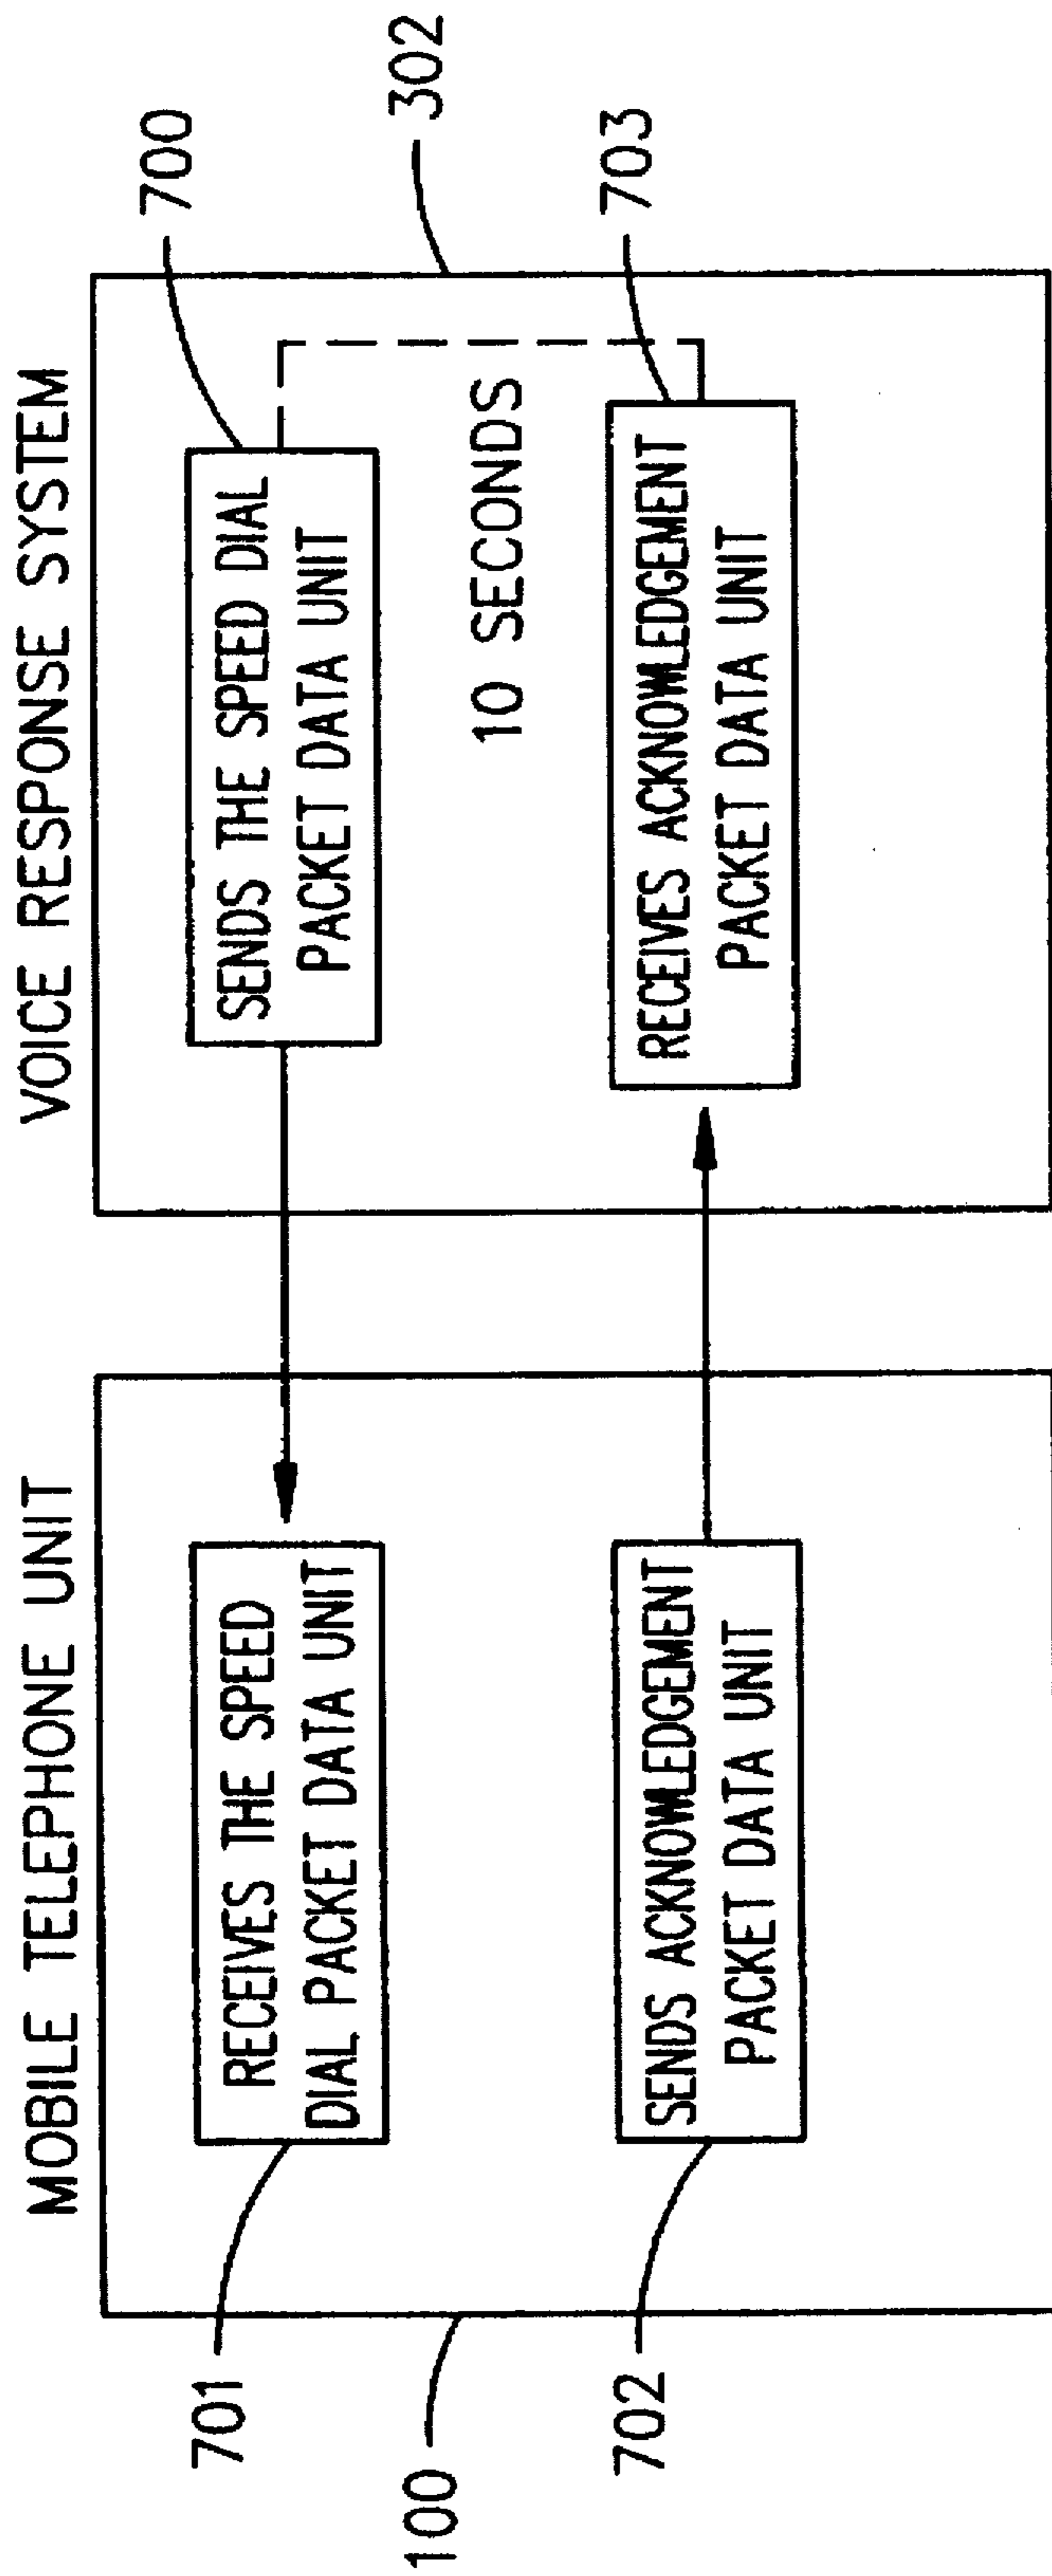 MOBILE TELEPHONE UNIT
701
RECEIVES THE SPEED
DIAL PACKET DATA UNIT
100
702
SENDS ACKNOWLEDGEMENT
PACKET DATA UNIT
VOICE RESPONSE SYSTEM
700
SENDS THE SPEED DIAL
PACKET DATA UNIT
302
10 SECONDS
703
RECEIVES ACKNOWLEDGEMENT
PACKET DATA UNIT